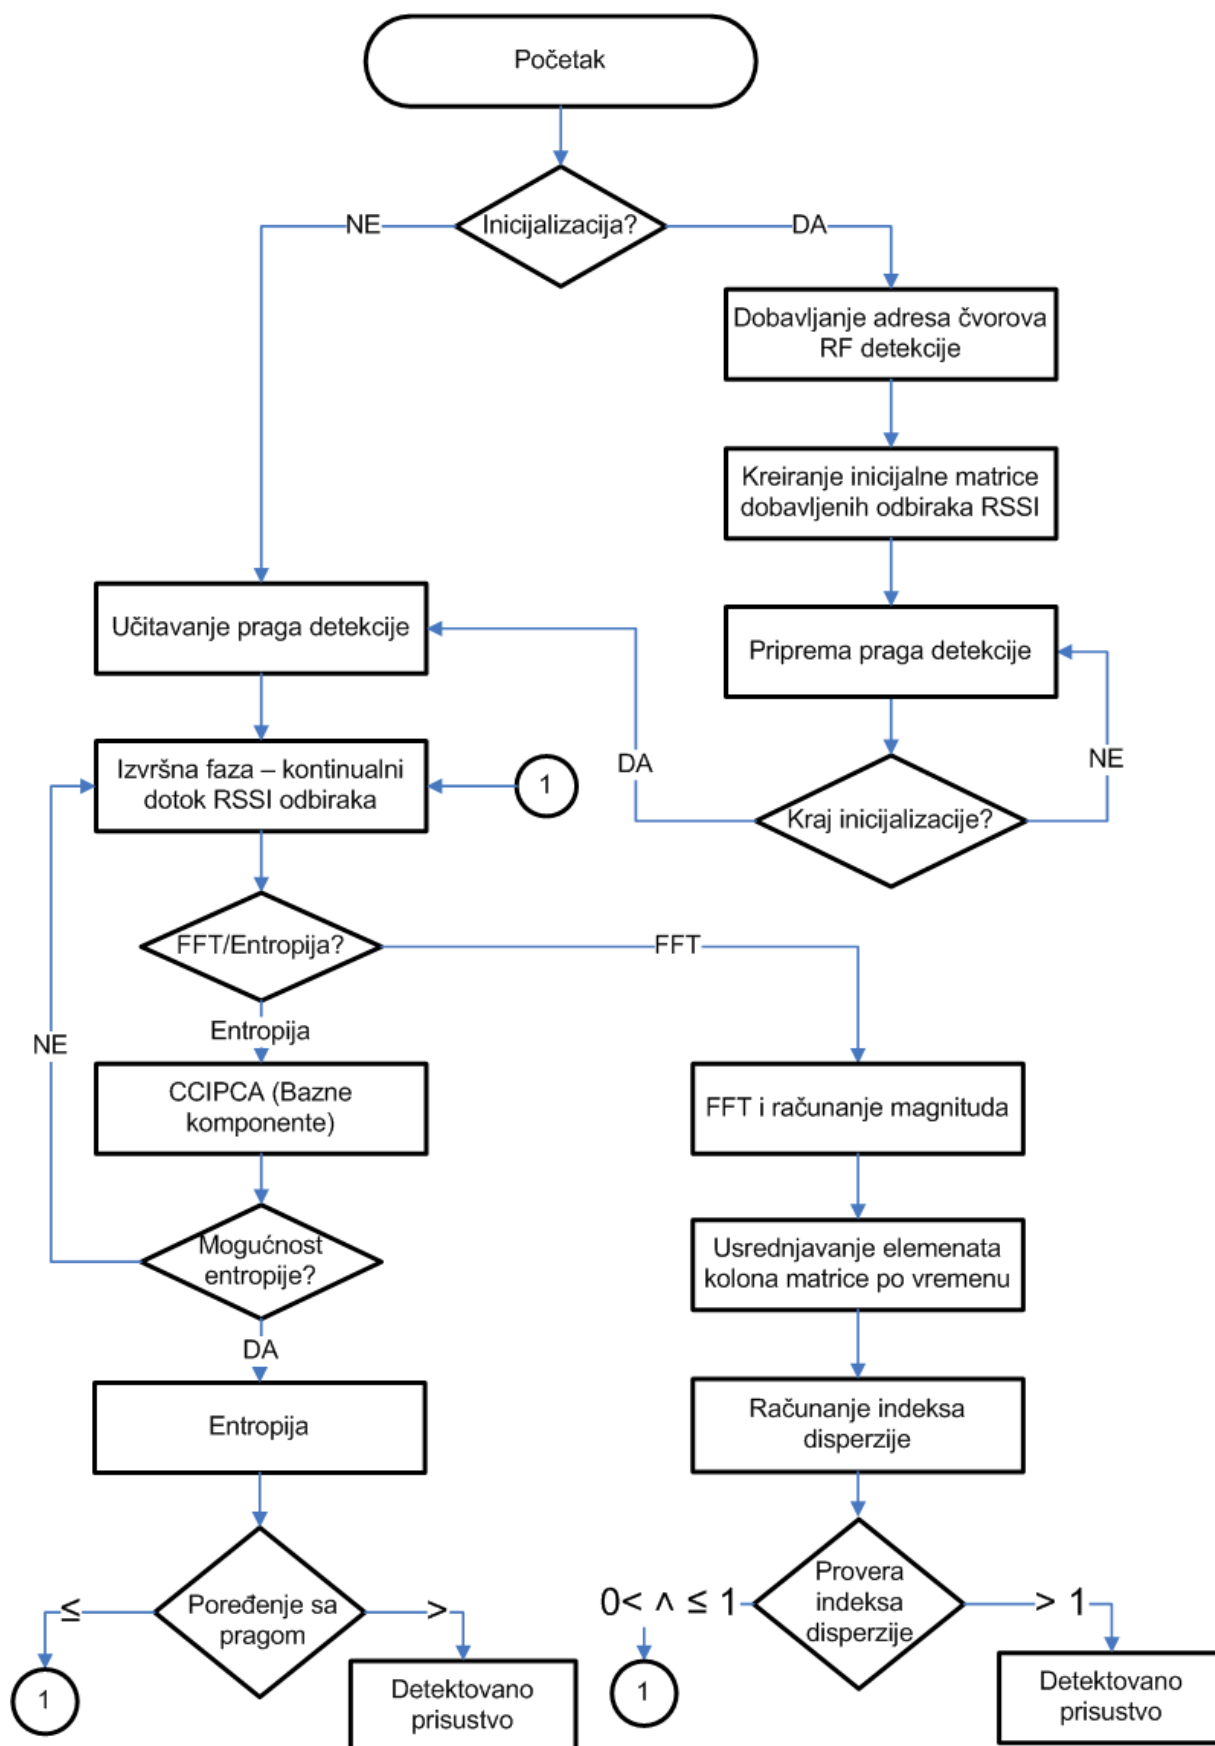 Početak
Inicijalizacija?
NE
DA
Dobavljanje adresa čvorova
RF detekcije
Kreiranje inicijalne matrice
dobavljenih odbiraka RSSI
Učitavanje praga detekcije
Priprema praga detekcije
Izvršna faza – kontinualni
dotok RSSI odbiraka
1
DA
NE
Kraj inicijalizacije?
FFT/Entropija?
FFT
Entropija
NE
CCIPCA (Bazne
komponente)
FFT i računanje magnituda
Mogućnost
entropije?
Usrednjavanje elemenata
kolona matrice po vremenu
DA
Entropija
Računanje indeksa
disperzije
Poređenje sa
pragom
≤
>
1
Detektovano
prisustvo
Provera
indeksa
disperzije
0< ʌ ≤ 1
> 1
1
Detektovano
prisustvo